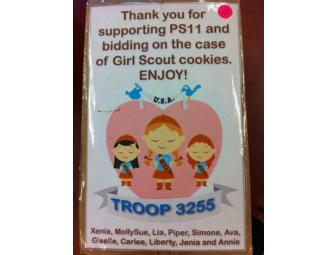 Thank you for
supporting PS11 and
bidding on the case
of Girl Scout cookies.
ENJOY!
U.S.A.
TROOP 3255
Xenia, MollySue, Lia, Piper, Simone, Ava,
Giselle, Carlee, Liberty, Jenia and Annie